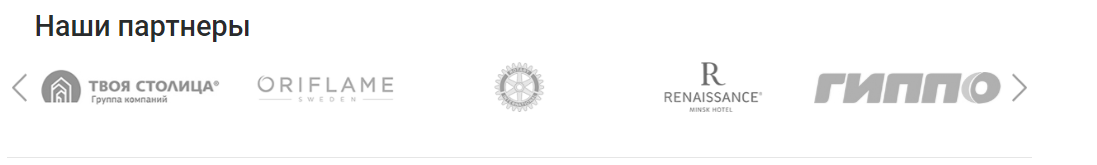 Наши партнеры
ТВОЯ СТОЛИЦА®
Группа компаний
ORIFLAME
SWEDEN
R
RENAISSANCE®
MINSK HOTEL
ГИППО